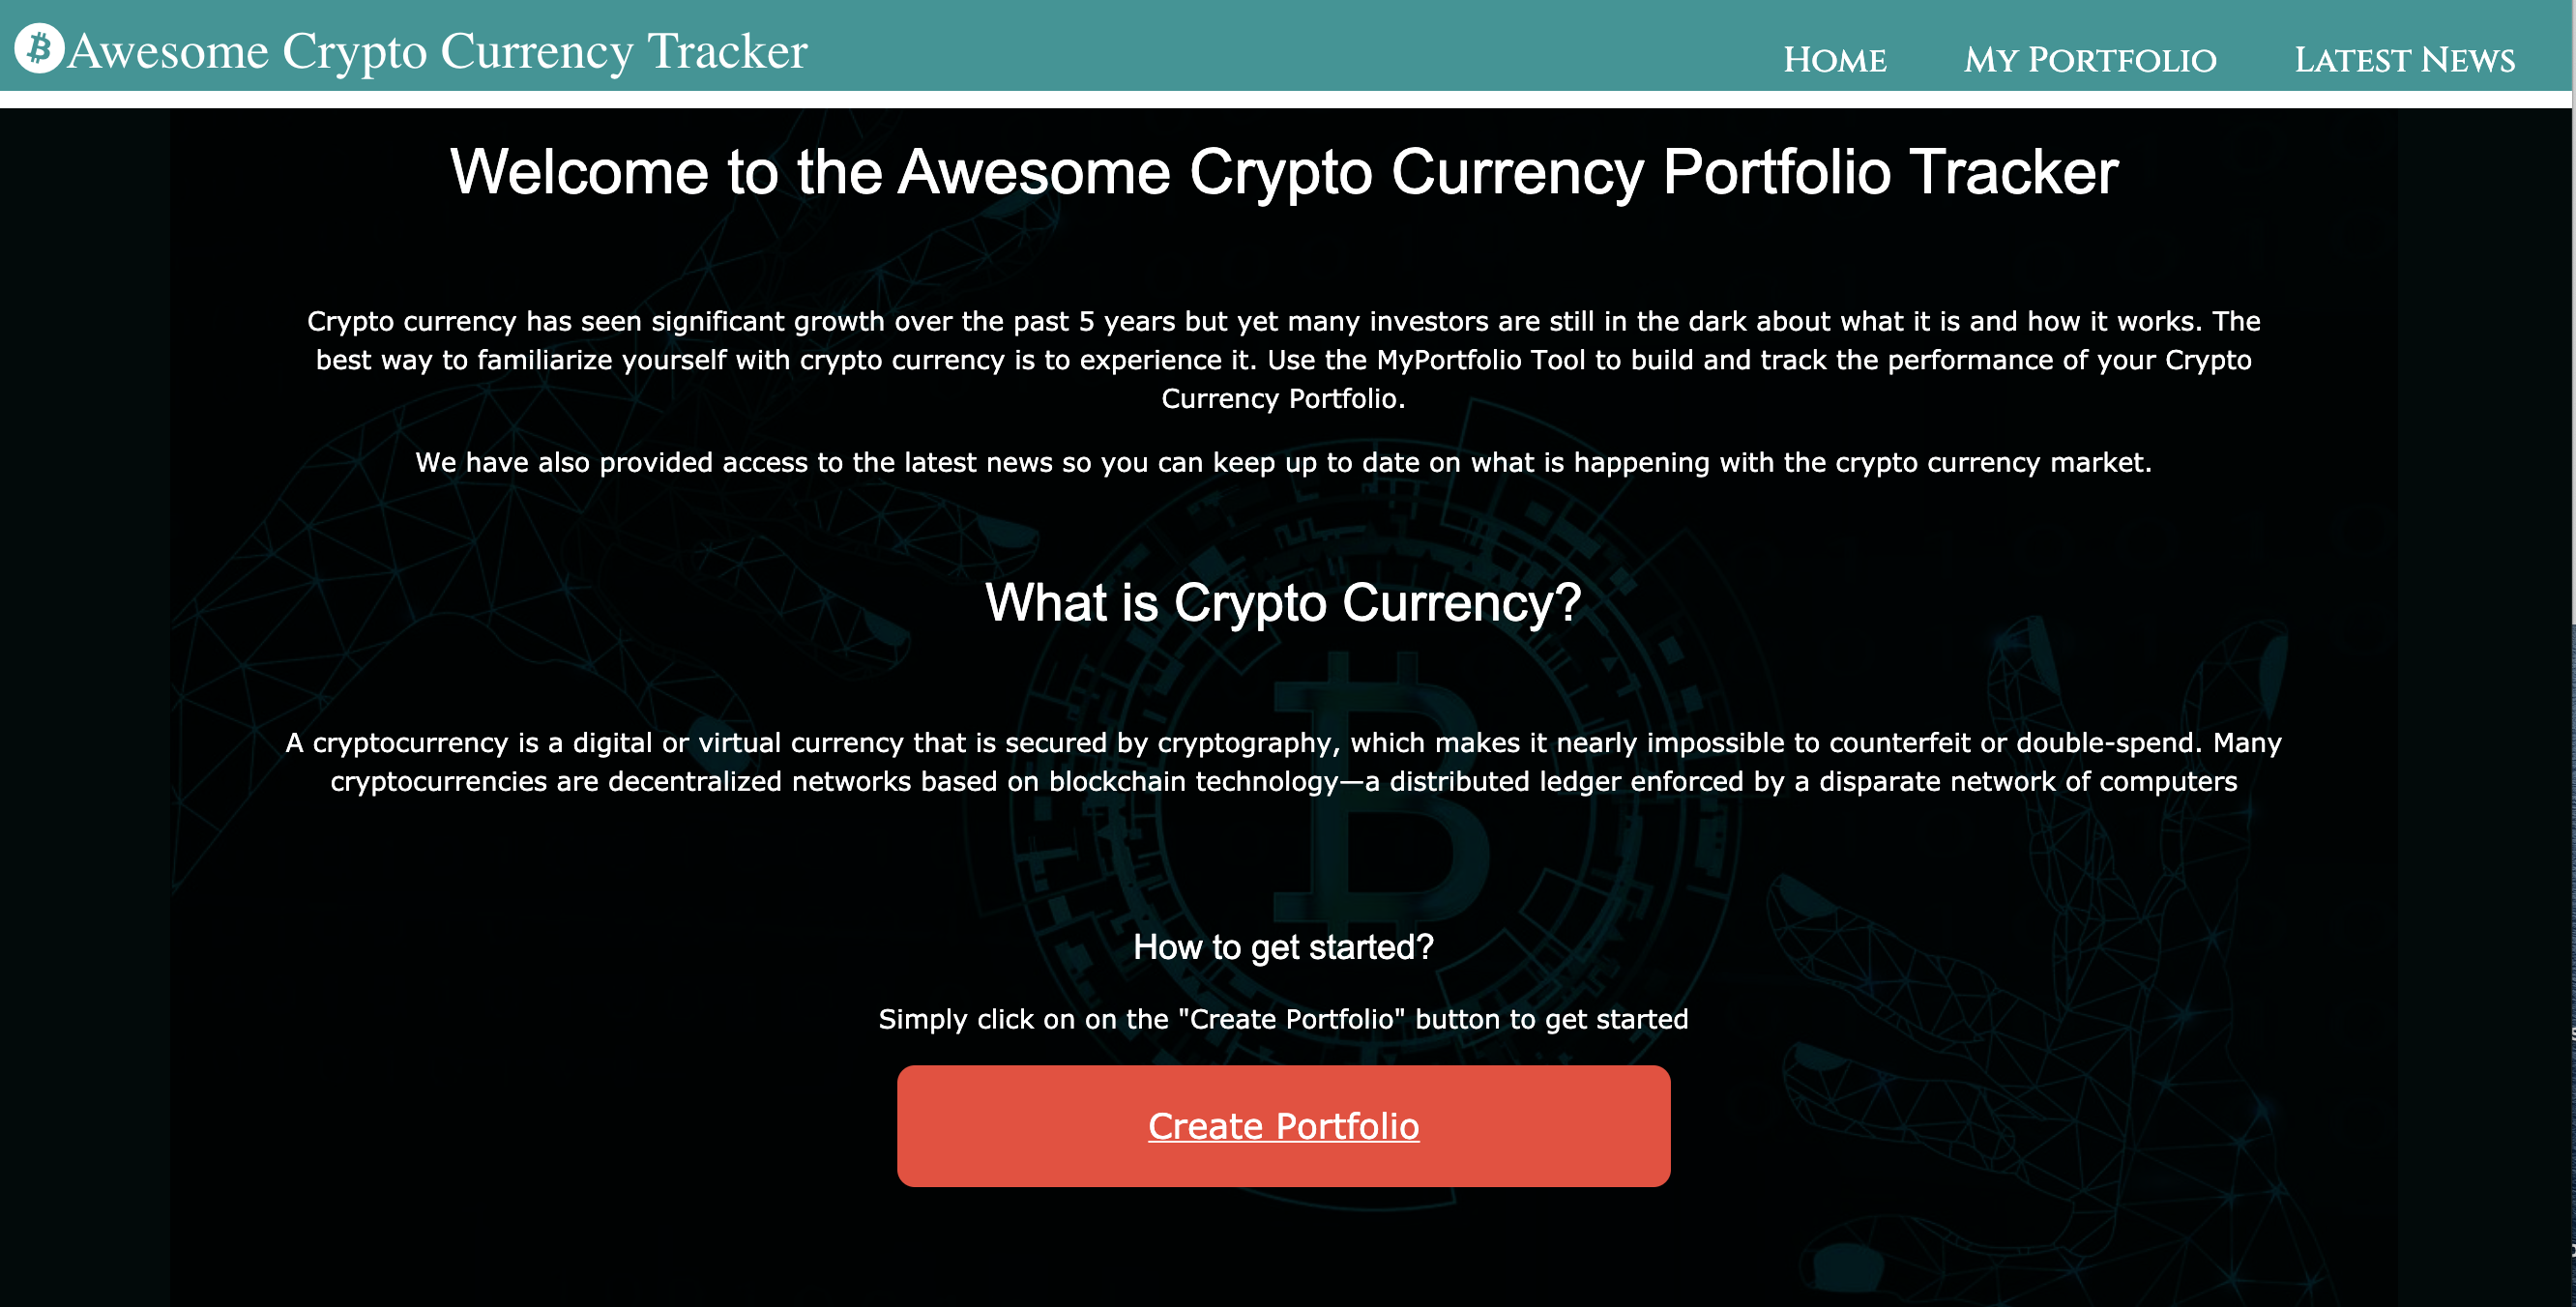 Awesome Crypto Currency Tracker
Home My Portfolio Latest News
Welcome to the Awesome Crypto Currency Portfolio Tracker
Crypto currency has seen significant growth over the past 5 years but yet many investors are still in the dark about what it is and how it works. The
best way to familiarize yourself with crypto currency is to experience it. Use the MyPortfolio Tool to build and track the performance of your Crypto
Currency Portfolio.
We have also provided access to the latest news so you can keep up to date on what is happening with the crypto currency market.
What is Crypto Currency?
A cryptocurrency is a digital or virtual currency that is secured by cryptography, which makes it nearly impossible to counterfeit or double-spend. Many
cryptocurrencies are decentralized networks based on blockchain technology—a distributed ledger enforced by a disparate network of computers
How to get started?
Simply click on on the "Create Portfolio" button to get started
Create Portfolio